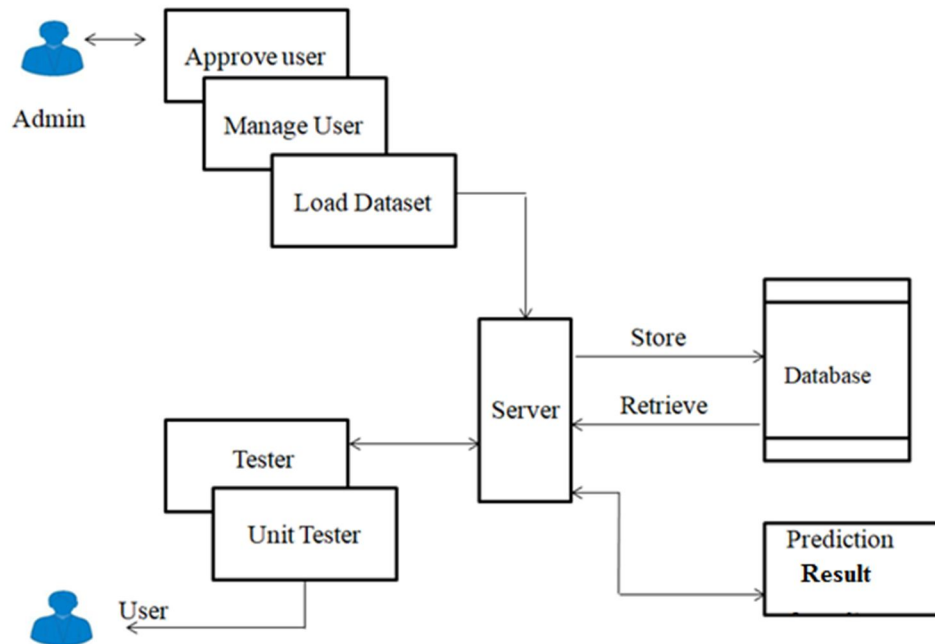 Approve user
Admin
Manage User
Load Dataset
Store
Database
Server
Retrieve
Tester
Unit Tester
Prediction
Result
User